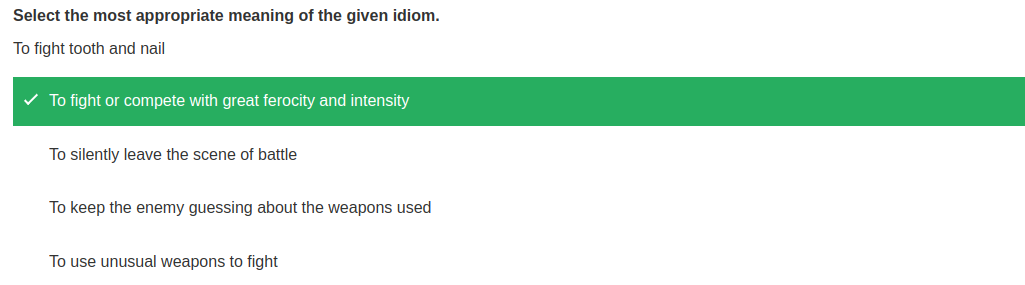 Select the most appropriate meaning of the given idiom.
To fight tooth and nail
To fight or compete with great ferocity and intensity
To silently leave the scene of battle
To keep the enemy guessing about the weapons used
To use unusual weapons to fight